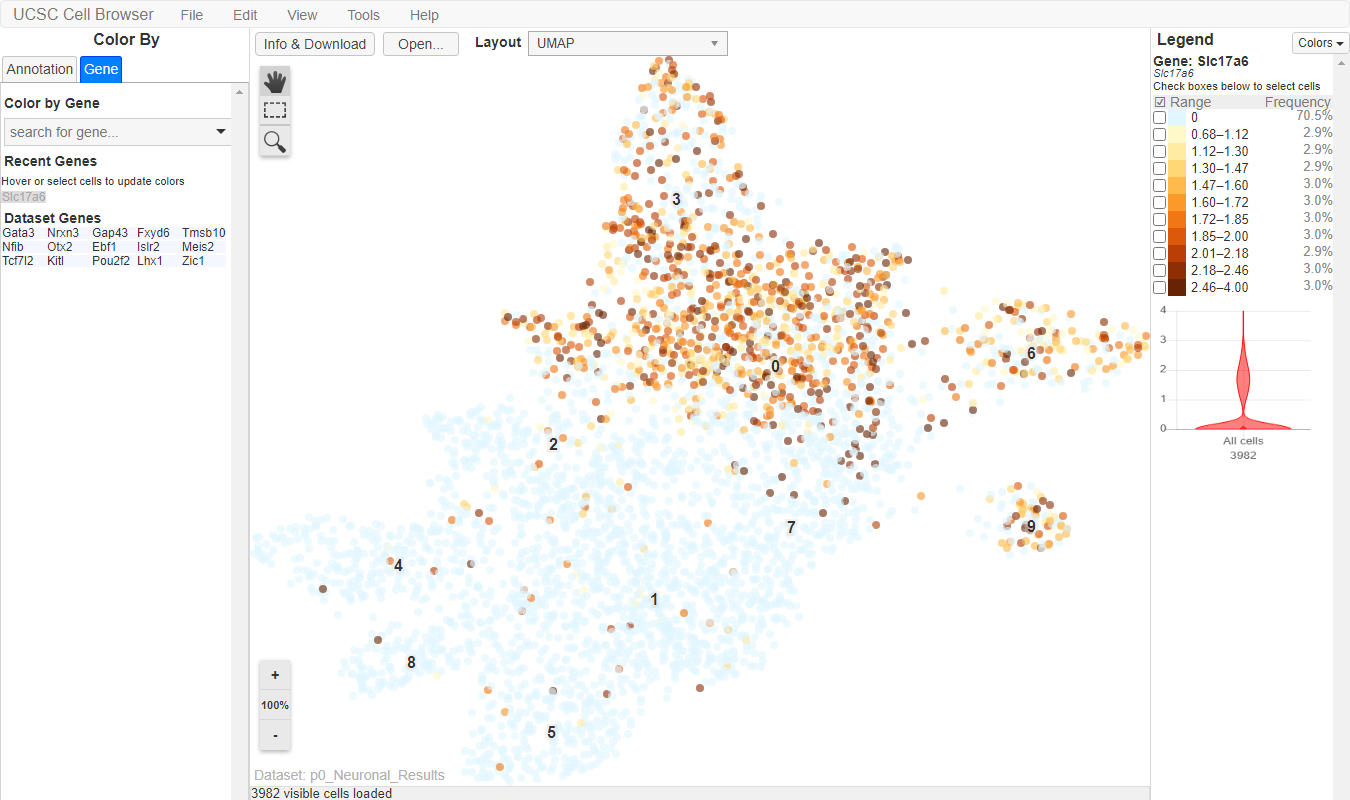 UCSC Cell Browser File Edit View Tools Help
Color By
Annotation Gene
Color by Gene
search for gene...
Recent Genes
Hover or select cells to update colors
Slc17a6
Dataset Genes
Gata3 Nrxn3 Gap43 Fxyd6 Tmsb10
Nfib Otx2 Ebf1 Islr2 Meis2
Tcf7l2 Kitl Pou2f2 Lhx1 Zic1
Info & Download Open... Layout UMAP
3
0
6
2
7
9
4
1
8
5
+
100%
-
Dataset: p0_Neuronal_Results
3982 visible cells loaded
Legend Colors
Gene: Slc17a6
Slc17a6
Check boxes below to select cells
Range Frequency
0 70.5%
0.68–1.12 2.9%
1.12–1.30 2.9%
1.30–1.47 2.9%
1.47–1.60 3.0%
1.60–1.72 3.0%
1.72–1.85 3.0%
1.85–2.00 3.0%
2.01–2.18 2.9%
2.18–2.46 3.0%
2.46–4.00 3.0%
4
3
2
1
0
All cells
3982